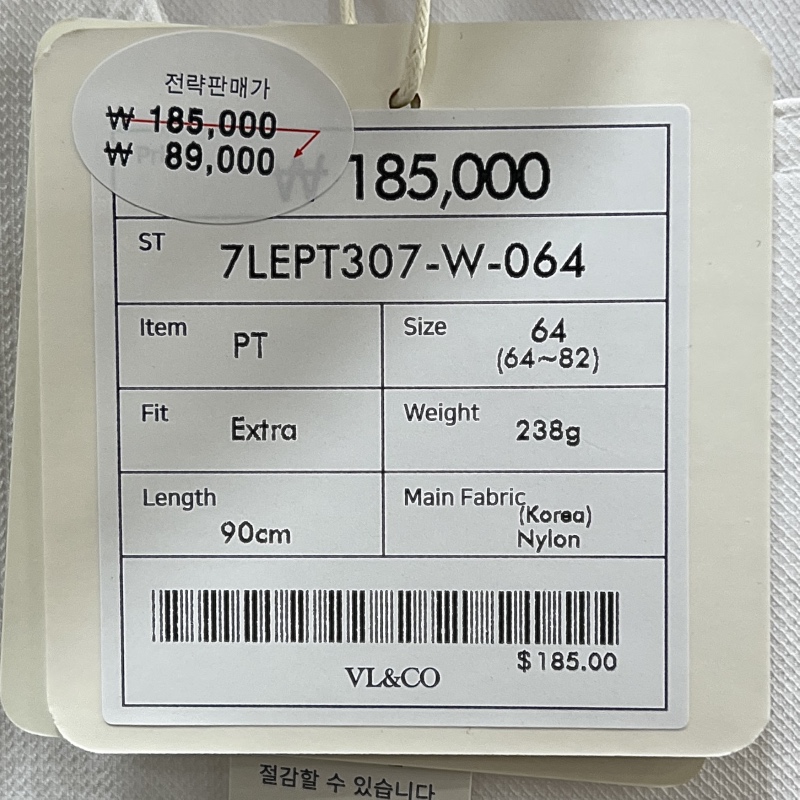 전략판매가
₩ 185,000
₩ 89,000
₩ 185,000
ST 7LEPT307-W-064
Item PT
Size 64
(64~82)
Fit Extra
Weight 238g
Length 90cm
Main Fabric (Korea)
Nylon
$185.00
VL&CO
절감할 수 있습니다